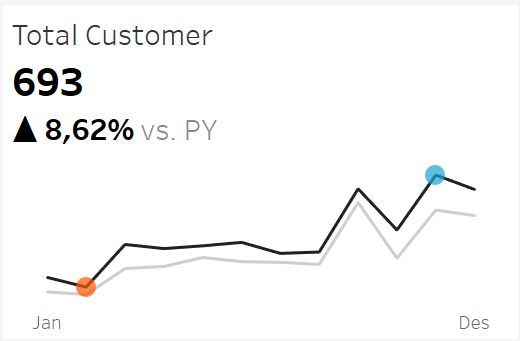 Total Customer
693
▲ 8,62% vs. PY
Jan Des